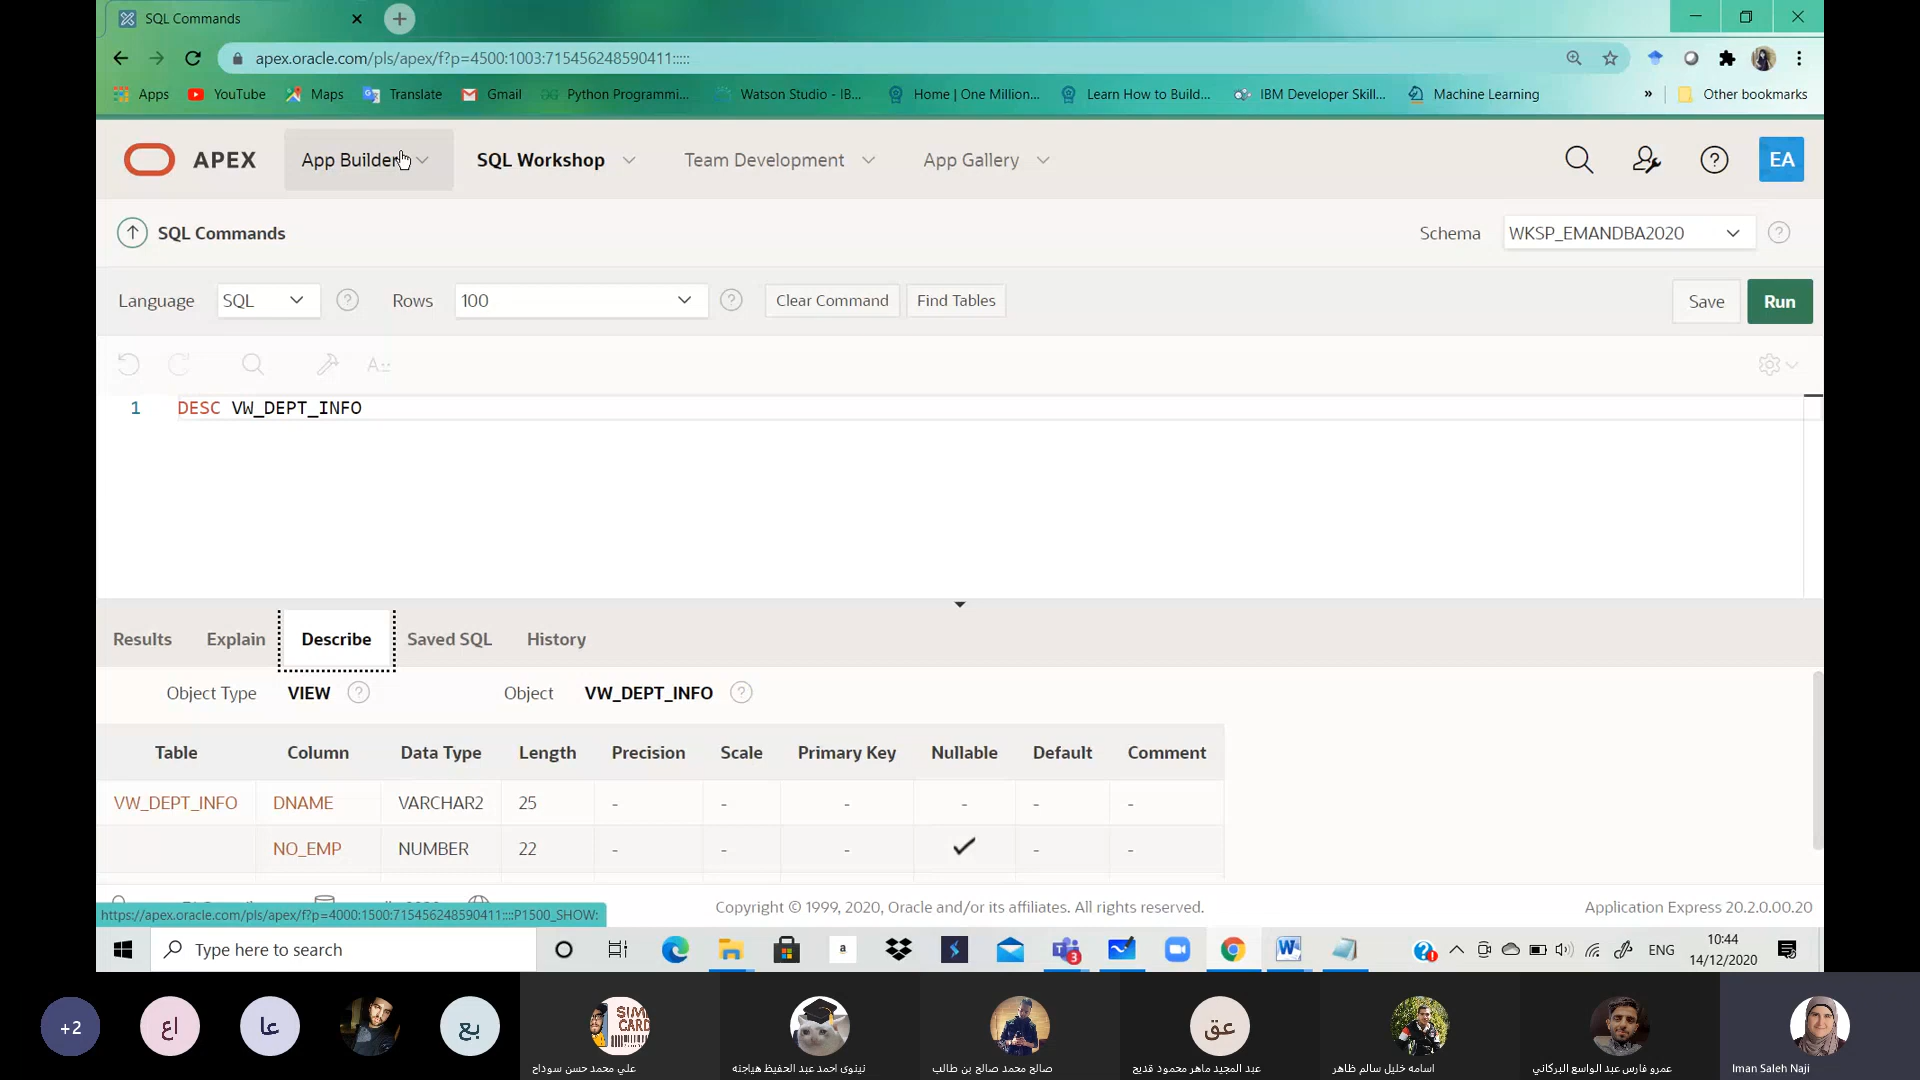 SQL Commands
apex.oracle.com/pls/apex/f?p=4500:1003:715456248590411:::::
Apps YouTube Maps Translate Gmail Python Programmi... Watson Studio - IB... Home | One Million... Learn How to Build... IBM Developer Skill... Machine Learning » Other bookmarks
APEX App Builder SQL Workshop Team Development App Gallery EA
SQL Commands Schema WKSP_EMANDBA2020
Language SQL Rows 100 Clear Command Find Tables Save Run
1 DESC VW_DEPT_INFO
Results Explain Describe Saved SQL History
Object Type VIEW Object VW_DEPT_INFO
Table Column Data Type Length Precision Scale Primary Key Nullable Default Comment
VW_DEPT_INFO DNAME VARCHAR2 25 - - - - - -
NO_EMP NUMBER 22 - - - - -
https://apex.oracle.com/pls/apex/f?p=4000:1500:715456248590411::::P1500_SHOW:
Copyright © 1999, 2020, Oracle and/or its affiliates. All rights reserved.
Application Express 20.2.0.00.20
Type here to search a 3 ENG 10:44
14/12/2020
+2 اع عا بع SIM CARD عق
علي محمد حسن سوداح نينوى احمد عبد الحفيظ هياجنه صالح محمد صالح بن طالب عبد المجيد ماهر محمود قديح اسامه خليل سالم ظاهر عمرو فارس عبد الواسع البركاني Iman Saleh Naji